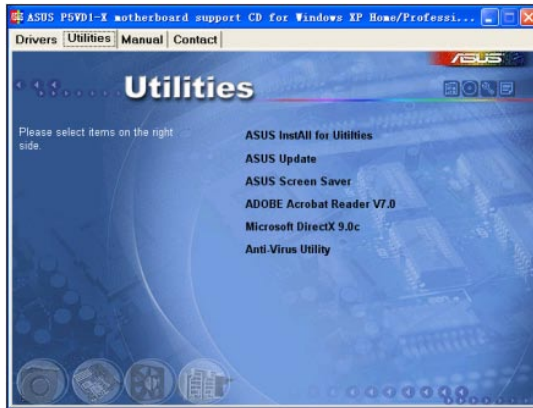 ASUS P5VD1-X motherboard support CD for Windows XP Home/Professi...
Drivers Utilities Manual Contact
ASUS
Utilities
Please select items on the right
side.
ASUS InstAll for Uitilties
ASUS Update
ASUS Screen Saver
ADOBE Acrobat Reader V7.0
Microsoft DirectX 9.0c
Anti-Virus Utility